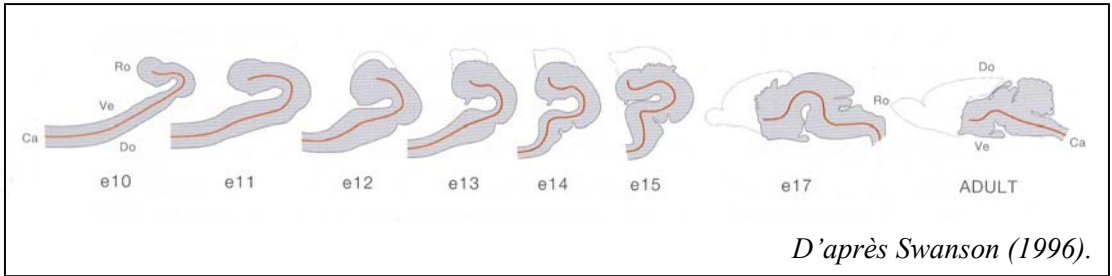 Ro
Ve
Ca
Do
Do
Ro
Ve
Ca
e10 e11 e12 e13 e14 e15 e17 ADULT
D'après Swanson (1996).